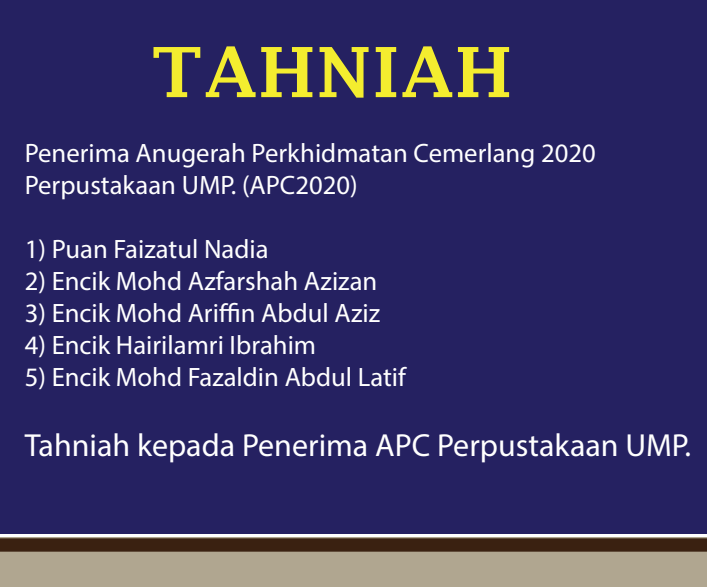 TAHNIAH
Penerima Anugerah Perkhidmatan Cemerlang 2020
Perpustakaan UMP. (APC2020)
1) Puan Faizatul Nadia
2) Encik Mohd Azfarshah Azizan
3) Encik Mohd Ariffin Abdul Aziz
4) Encik Hairilamri Ibrahim
5) Encik Mohd Fazaldin Abdul Latif
Tahniah kepada Penerima APC Perpustakaan UMP.